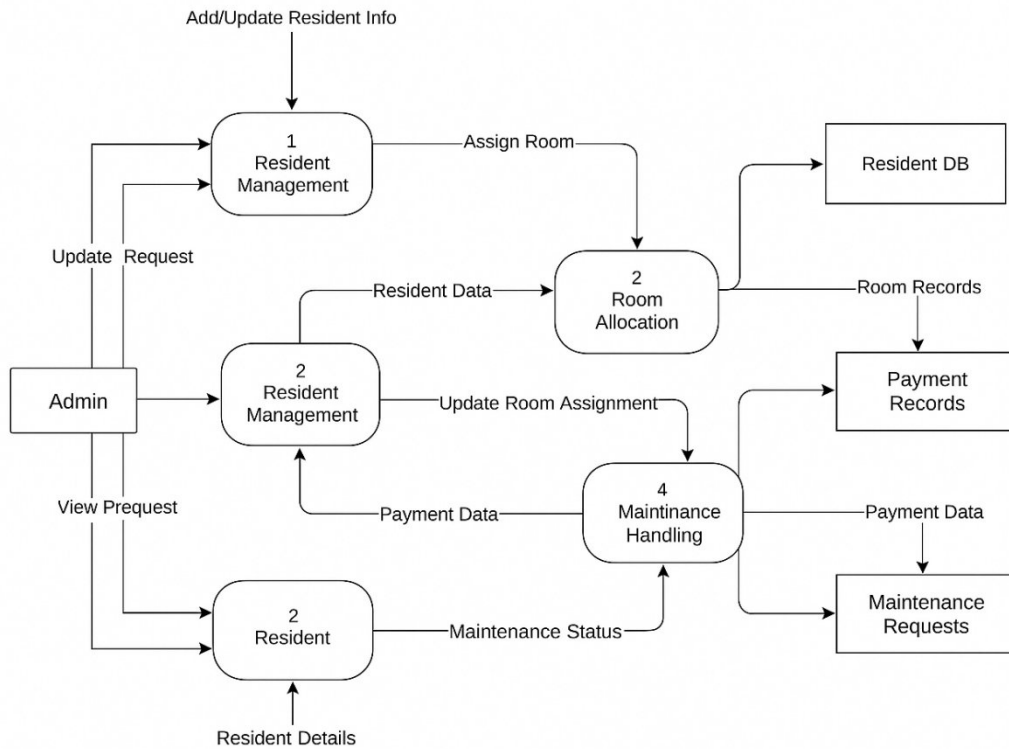 Add/Update Resident Info
1
Resident
Management
Assign Room
Resident DB
Update Request
2
Room
Allocation
Resident Data
Room Records
Admin
2
Resident
Management
Update Room Assignment
Payment
Records
View Prequest
Payment Data
4
Maintinance
Handling
Payment Data
2
Resident
Maintenance Status
Maintenance
Requests
Resident Details